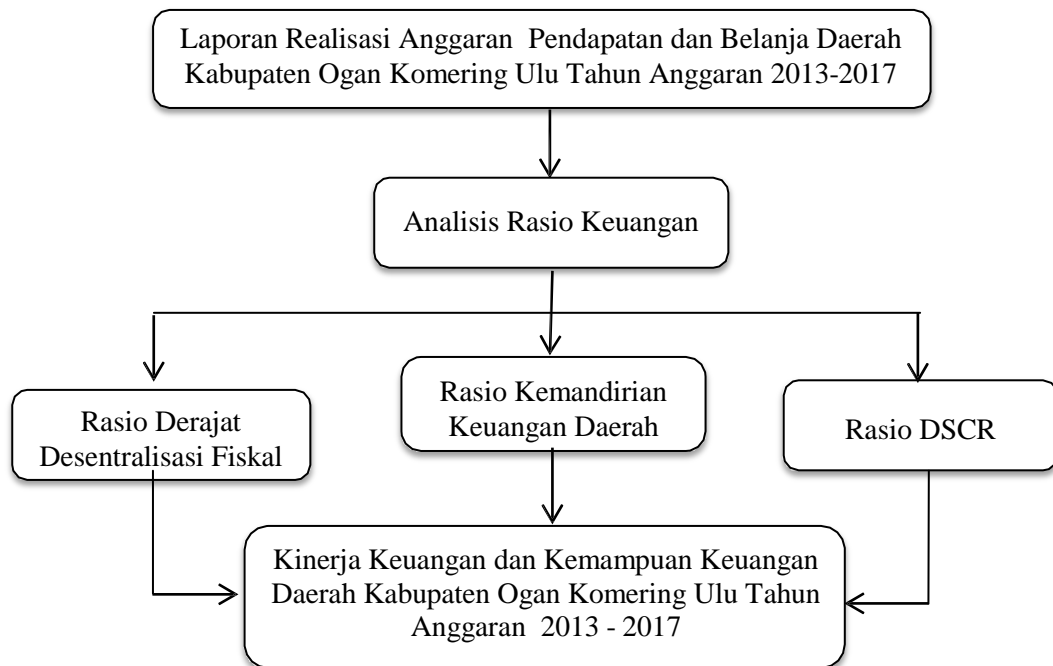 Laporan Realisasi Anggaran Pendapatan dan Belanja Daerah
Kabupaten Ogan Komering Ulu Tahun Anggaran 2013-2017
Analisis Rasio Keuangan
Rasio Derajat
Desentralisasi Fiskal
Rasio Kemandirian
Keuangan Daerah
Rasio DSCR
Kinerja Keuangan dan Kemampuan Keuangan
Daerah Kabupaten Ogan Komering Ulu Tahun
Anggaran 2013 - 2017